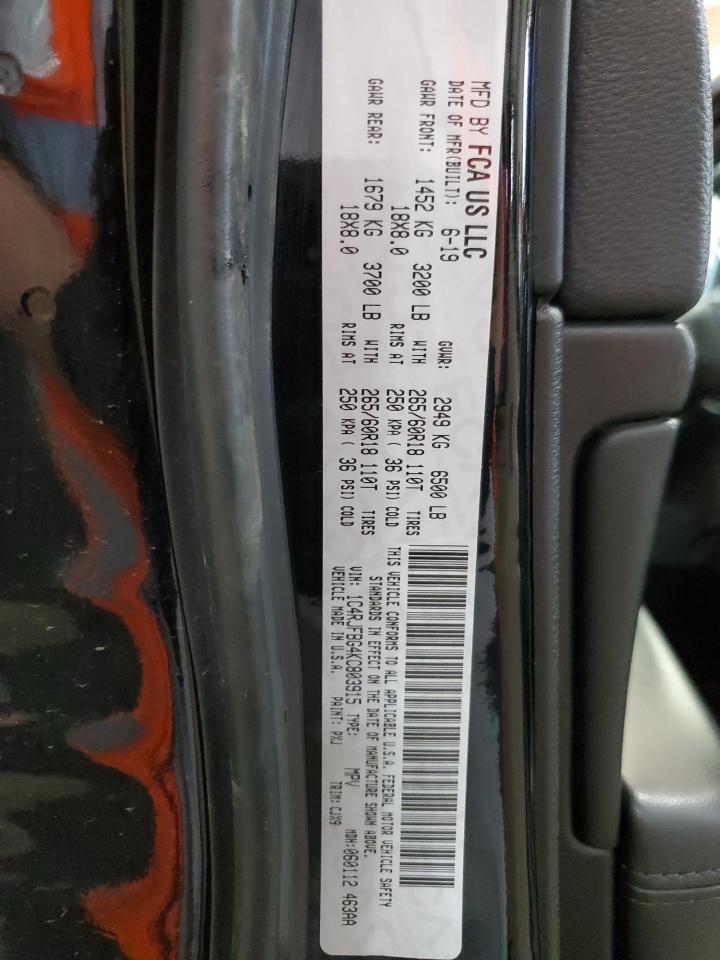 MFD BY FCA US LLC
DATE OF MFR(BUILT): 6-19 GVWR: 2949 KG 6500 LB
GAWR FRONT: 1452 KG 3200 LB WITH 265/60R18 110T TIRES
18X8.0 RIMS AT 250 KPA ( 36 PSI) COLD
GAWR REAR: 1679 KG 3700 LB WITH 265/60R18 110T TIRES
18X8.0 RIMS AT 250 KPA ( 36 PSI) COLD
THIS VEHICLE CONFORMS TO ALL APPLICABLE U.S.A. FEDERAL MOTOR VEHICLE SAFETY
STANDARDS IN EFFECT ON THE DATE OF MANUFACTURE SHOWN ABOVE.
VIN: 1C4RJFBG4KC803915 TYPE: MPV MDH:060112 463AA
VEHICLE MADE IN U.S.A. PAINT: PXJ TRIM:CJX9